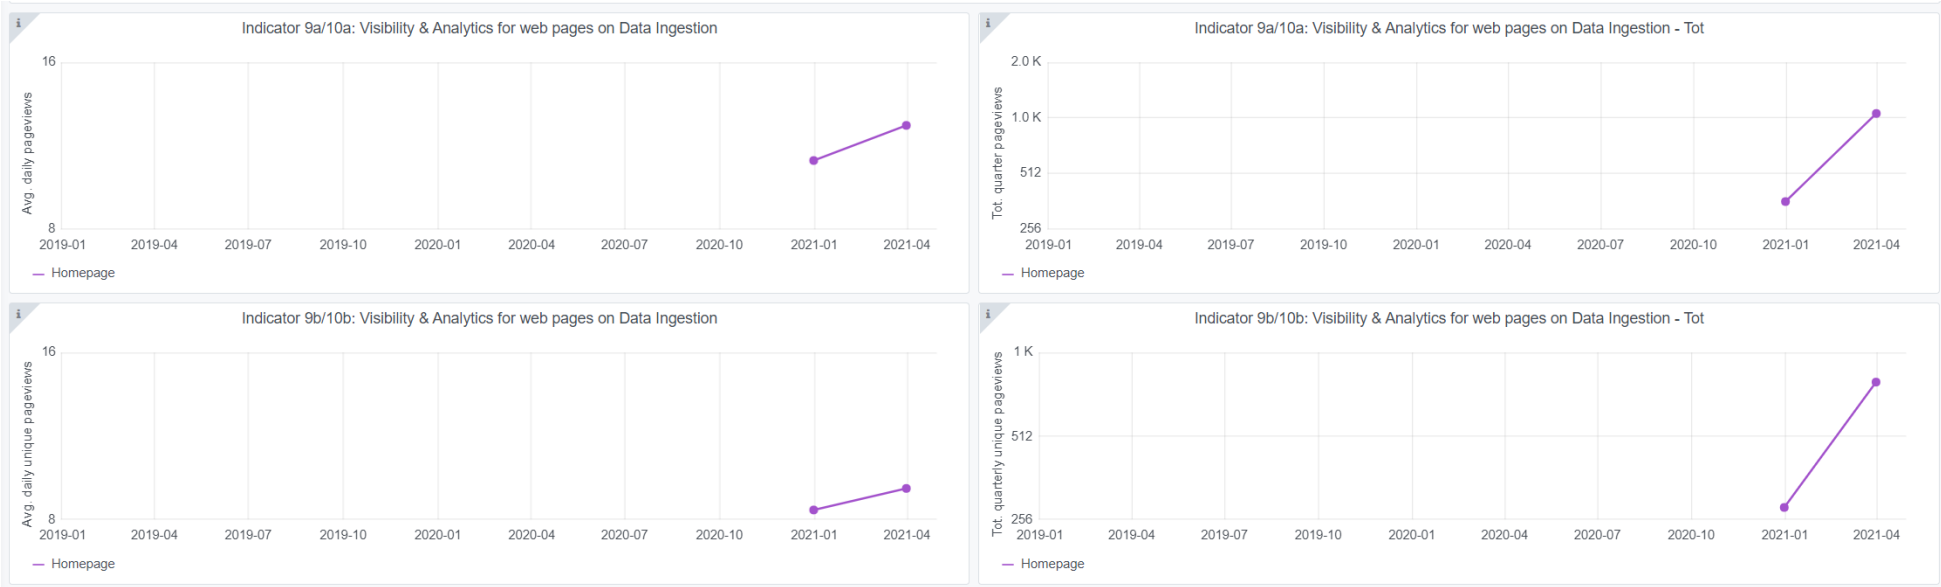 Indicator 9a/10a: Visibility & Analytics for web pages on Data Ingestion
16
Avg. daily pageviews
8
2019-01 2019-04 2019-07 2019-10 2020-01 2020-04 2020-07 2020-10 2021-01 2021-04
Homepage
Indicator 9a/10a: Visibility & Analytics for web pages on Data Ingestion - Tot
2.0 K
1.0 K
512
256
Tot. quarter pageviews
2019-01 2019-04 2019-07 2019-10 2020-01 2020-04 2020-07 2020-10 2021-01 2021-04
Homepage
Indicator 9b/10b: Visibility & Analytics for web pages on Data Ingestion
16
Avg. daily unique pageviews
8
2019-01 2019-04 2019-07 2019-10 2020-01 2020-04 2020-07 2020-10 2021-01 2021-04
Homepage
Indicator 9b/10b: Visibility & Analytics for web pages on Data Ingestion - Tot
1 K
512
256
Tot. quarterly unique pageviews
2019-01 2019-04 2019-07 2019-10 2020-01 2020-04 2020-07 2020-10 2021-01 2021-04
Homepage